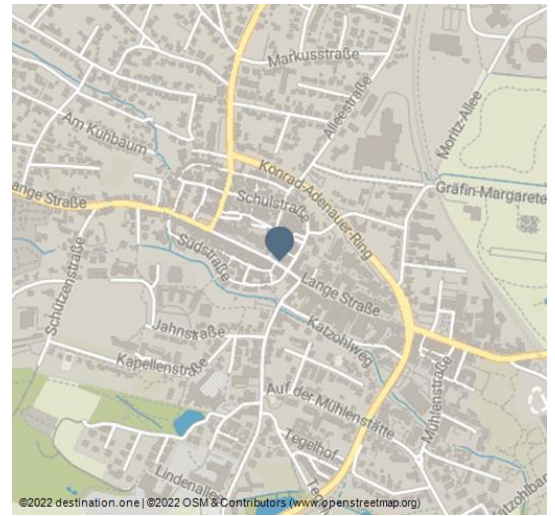 Markusstraße
Alleestraße
Moritz-Allee
Am Kuhbaum
Konrad-Adenauer-Ring
Gräfin-Margarete
Lange Straße
Schulstraße
Schützenstraße
Südstraße
Lange Straße
Jahnstraße
Katzohlweg
Kapellenstraße
Mühlenstraße
Auf der Mühlenstätte
Tegelhof
Lindenallee
©2022 destination.one | ©2022 OSM & Contributors (www.openstreetmap.org)